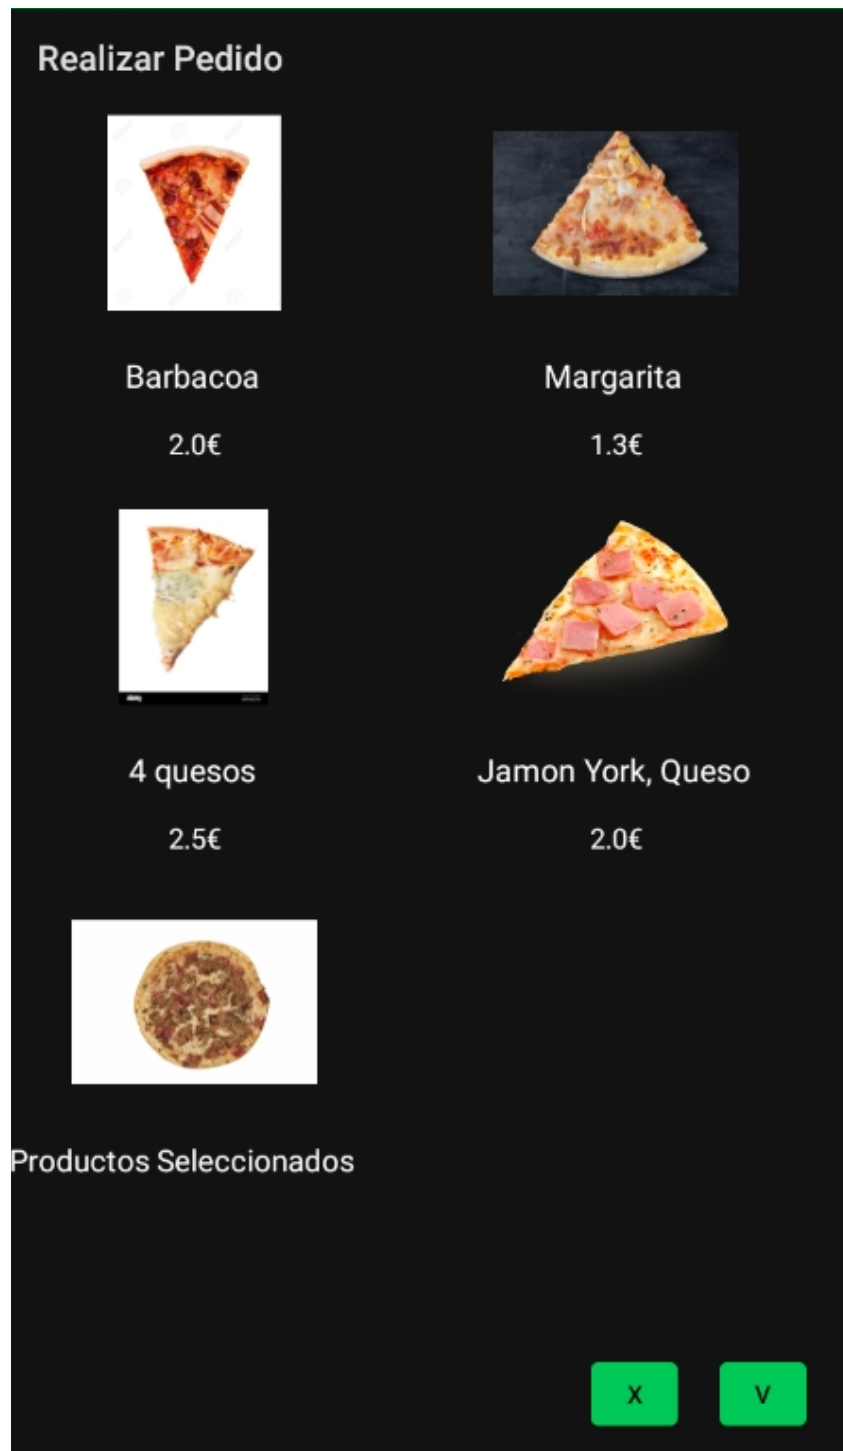 Realizar Pedido
Barbacoa
Margarita
2.0€
1.3€
4 quesos
Jamon York, Queso
2.5€
2.0€
Productos Seleccionados
X
V